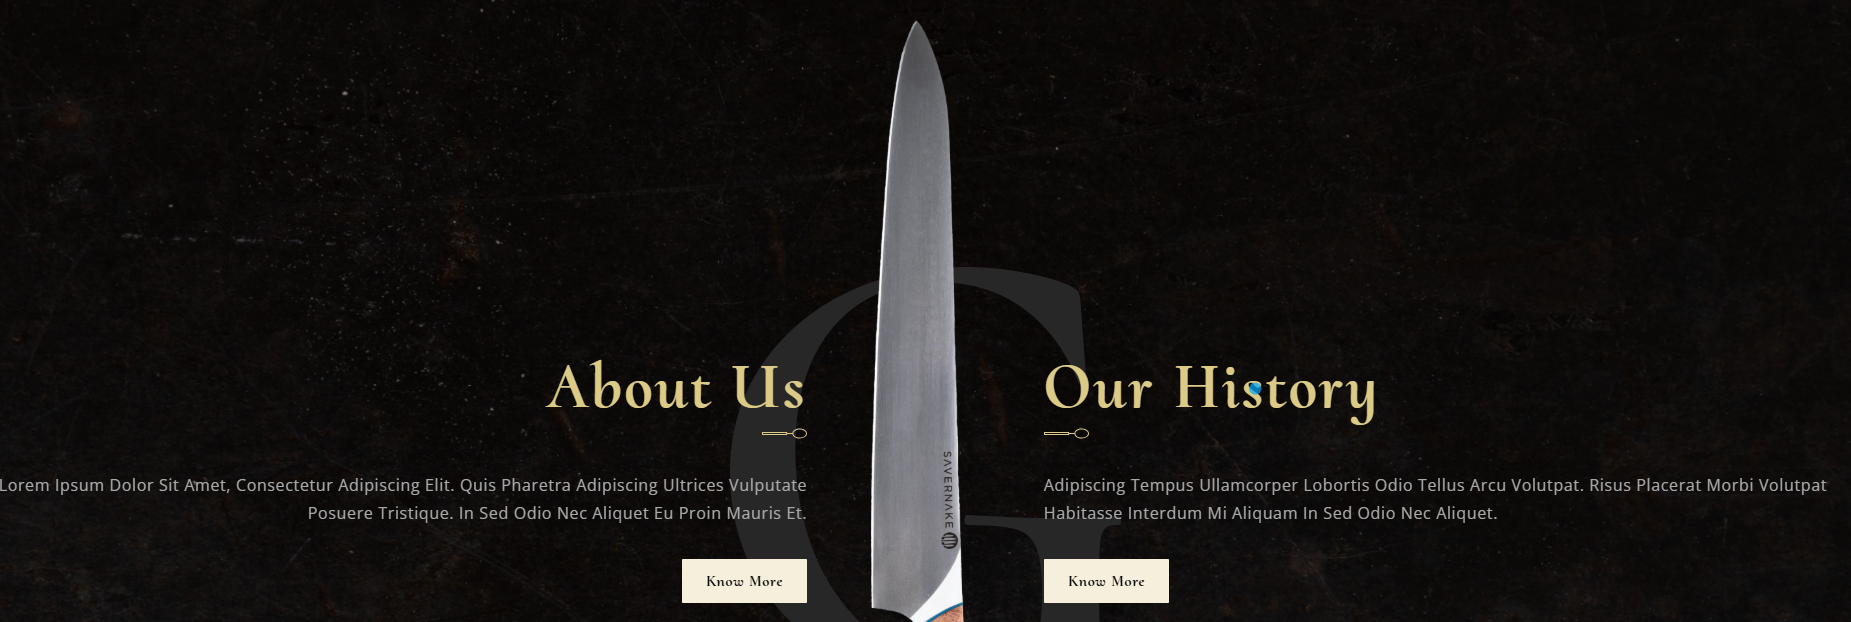 About Us
Lorem Ipsum Dolor Sit Amet, Consectetur Adipiscing Elit. Quis Pharetra Adipiscing Ultrices Vulputate
Posuere Tristique. In Sed Odio Nec Aliquet Eu Proin Mauris Et.
Know More
G
SAVERNAKE
Our History
Adipiscing Tempus Ullamcorper Lobortis Odio Tellus Arcu Volutpat. Risus Placerat Morbi Volutpat
Habitasse Interdum Mi Aliquam In Sed Odio Nec Aliquet.
Know More